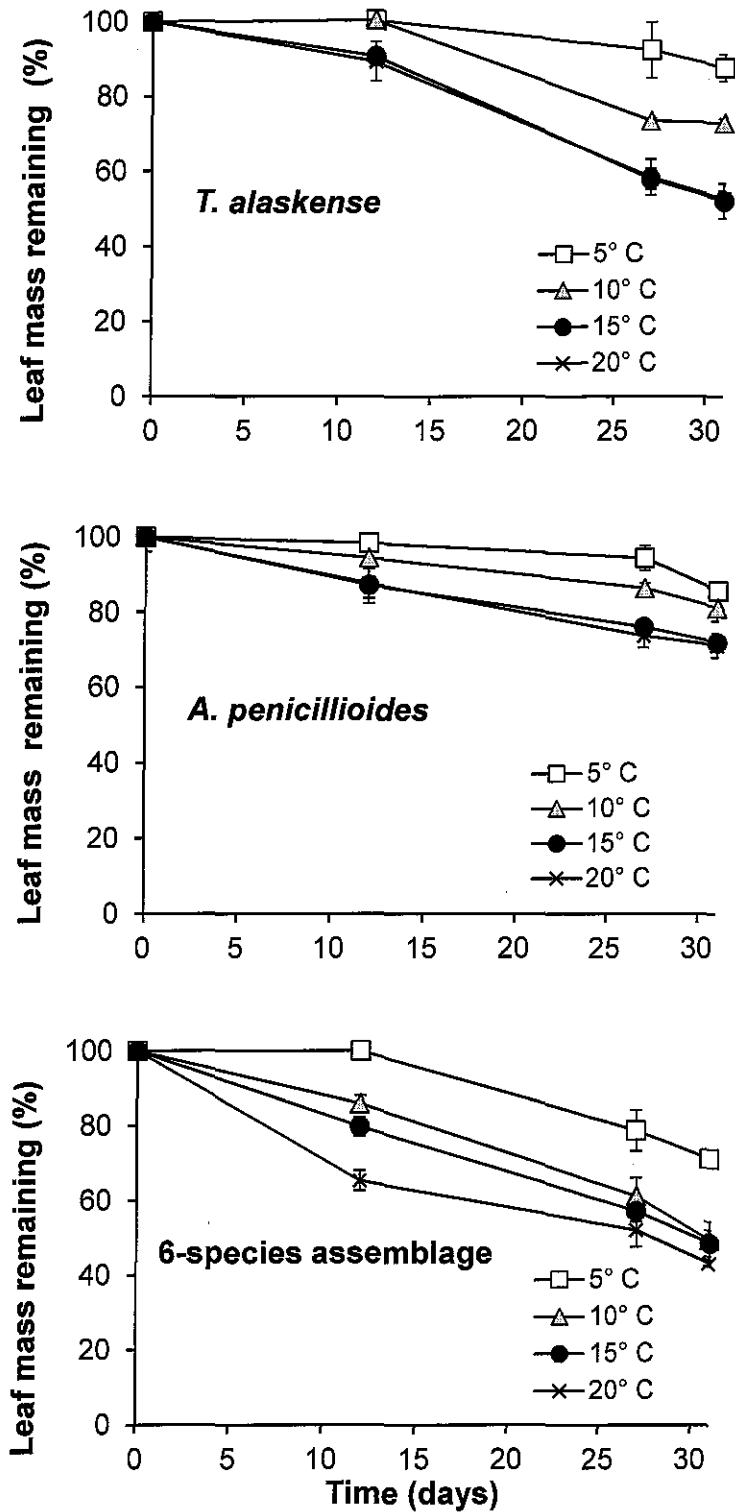 Leaf mass remaining (%)
100
80
60
40
20
0
T. alaskense
5° C
10° C
15° C
20° C
0 5 10 15 20 25 30
Leaf mass remaining (%)
100
80
60
40
20
0
A. penicillioides
5° C
10° C
15° C
20° C
0 5 10 15 20 25 30
Leaf mass remaining (%)
100
80
60
40
20
0
6-species assemblage
5° C
10° C
15° C
20° C
0 5 10 15 20 25 30
Time (days)